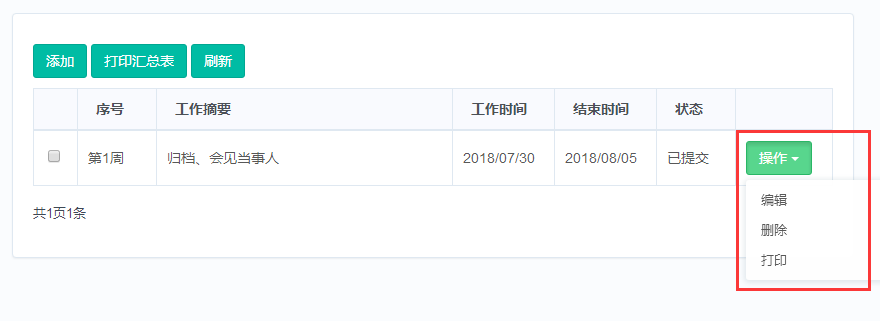 添加 打印汇总表 刷新
序号 工作摘要 工作时间 结束时间 状态
第1周 归档、会见当事人 2018/07/30 2018/08/05 已提交 操作
编辑
删除
打印
共1页1条